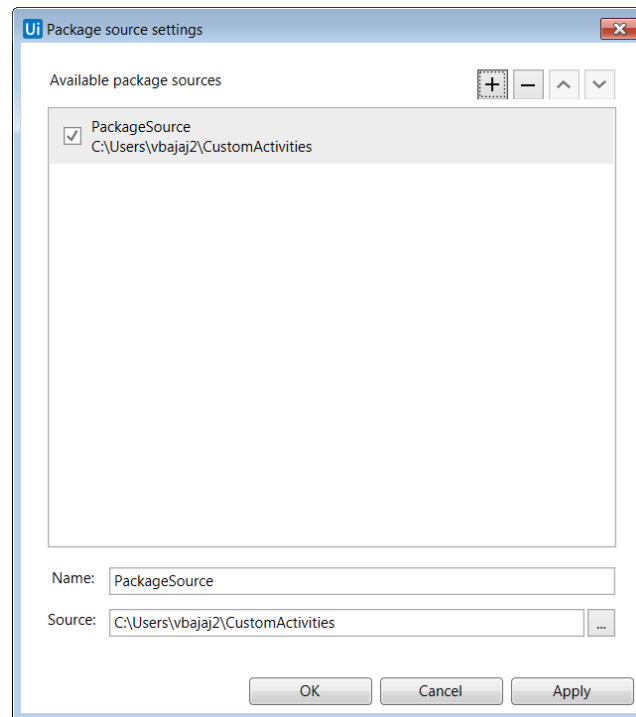 Ui Package source settings
Available package sources
PackageSource
C:\Users\vbajaj2\CustomActivities
Name: PackageSource
Source: C:\Users\vbajaj2\CustomActivities ...
OK Cancel Apply